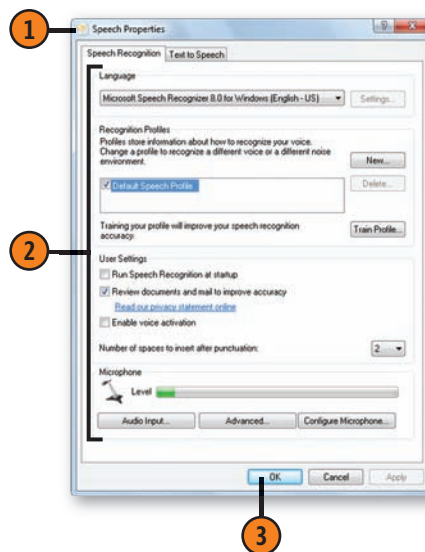 1
Speech Properties
Speech Recognition Text to Speech
Language
Microsoft Speech Recognizer 8.0 for Windows (English - US) Settings...
Recognition Profiles
Profiles store information about how to recognize your voice.
Change a profile to recognize a different voice or a different noise
environment.
New...
Default Speech Profile
Delete...
Training your profile will improve your speech recognition
accuracy.
Train Profile...
2
User Settings
Run Speech Recognition at startup
Review documents and mail to improve accuracy
Read our privacy statement online
Enable voice activation
Number of spaces to insert after punctuation: 2
Microphone
Level
Audio Input... Advanced... Configure Microphone...
OK Cancel Apply
3